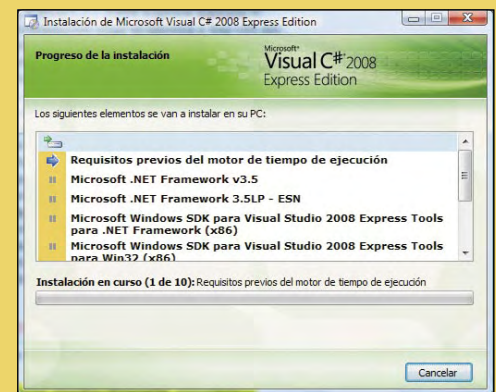 Instalación de Microsoft Visual C# 2008 Express Edition
Progreso de la instalación
Microsoft®
Visual C# 2008
Express Edition
Los siguientes elementos se van a instalar en su PC:
Requisitos previos del motor de tiempo de ejecución
Microsoft .NET Framework v3.5
Microsoft .NET Framework 3.5LP - ESN
Microsoft Windows SDK para Visual Studio 2008 Express Tools
para .NET Framework (x86)
Microsoft Windows SDK para Visual Studio 2008 Express Tools
para Win32 (x86)
Instalación en curso (1 de 10): Requisitos previos del motor de tiempo de ejecución
Cancelar